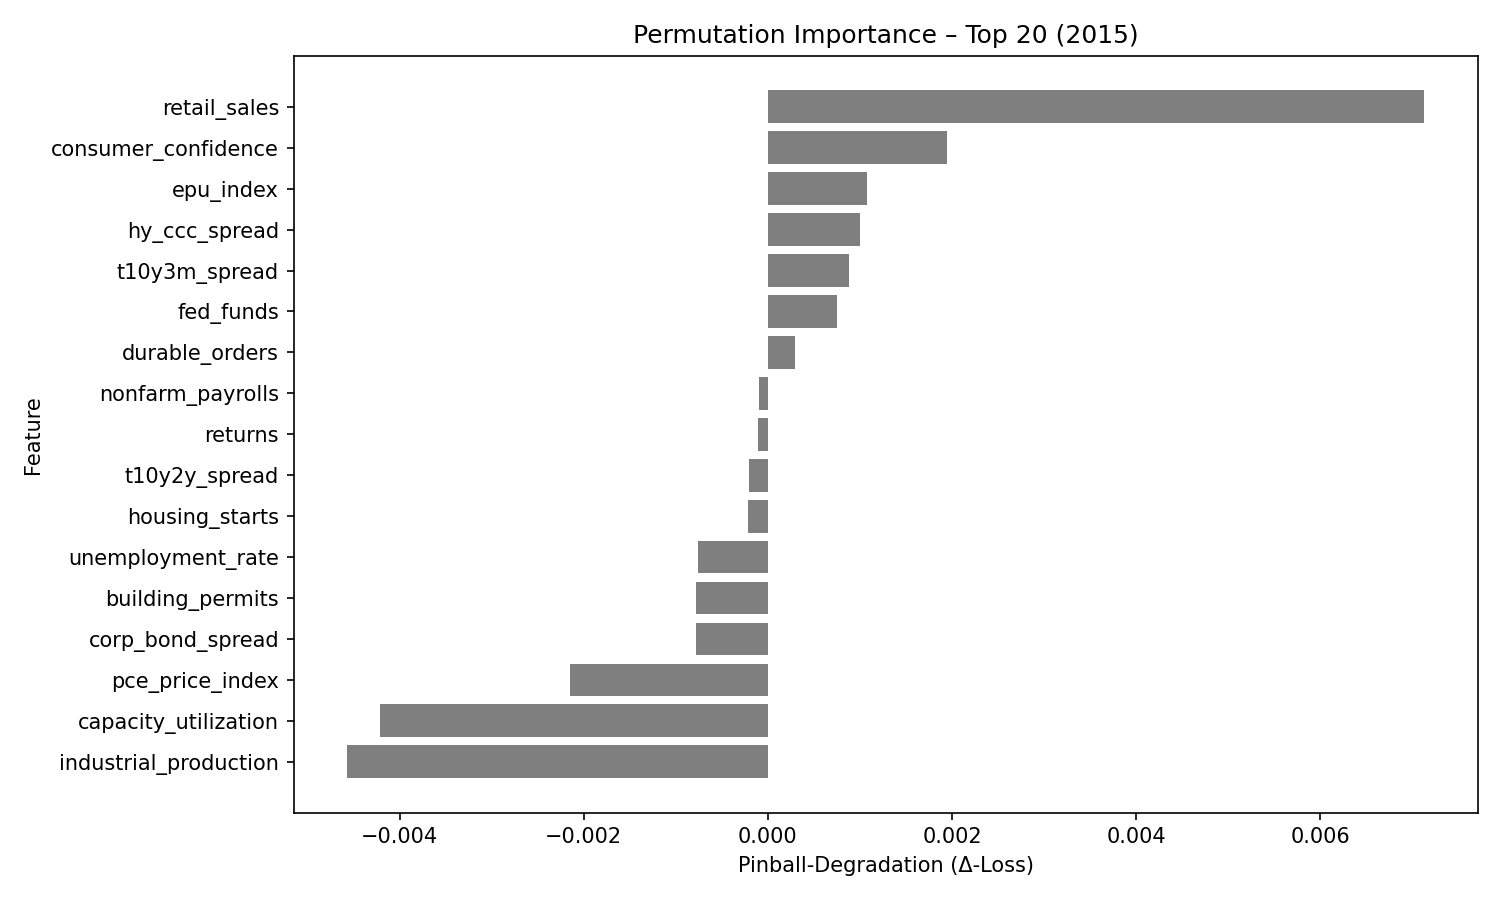 Permutation Importance – Top 20 (2015)
retail_sales
consumer_confidence
epu_index
hy_ccc_spread
t10y3m_spread
fed_funds
durable_orders
nonfarm_payrolls
returns
t10y2y_spread
housing_starts
unemployment_rate
building_permits
corp_bond_spread
pce_price_index
capacity_utilization
industrial_production
Feature
−0.004 −0.002 0.000 0.002 0.004 0.006
Pinball-Degradation (Δ-Loss)